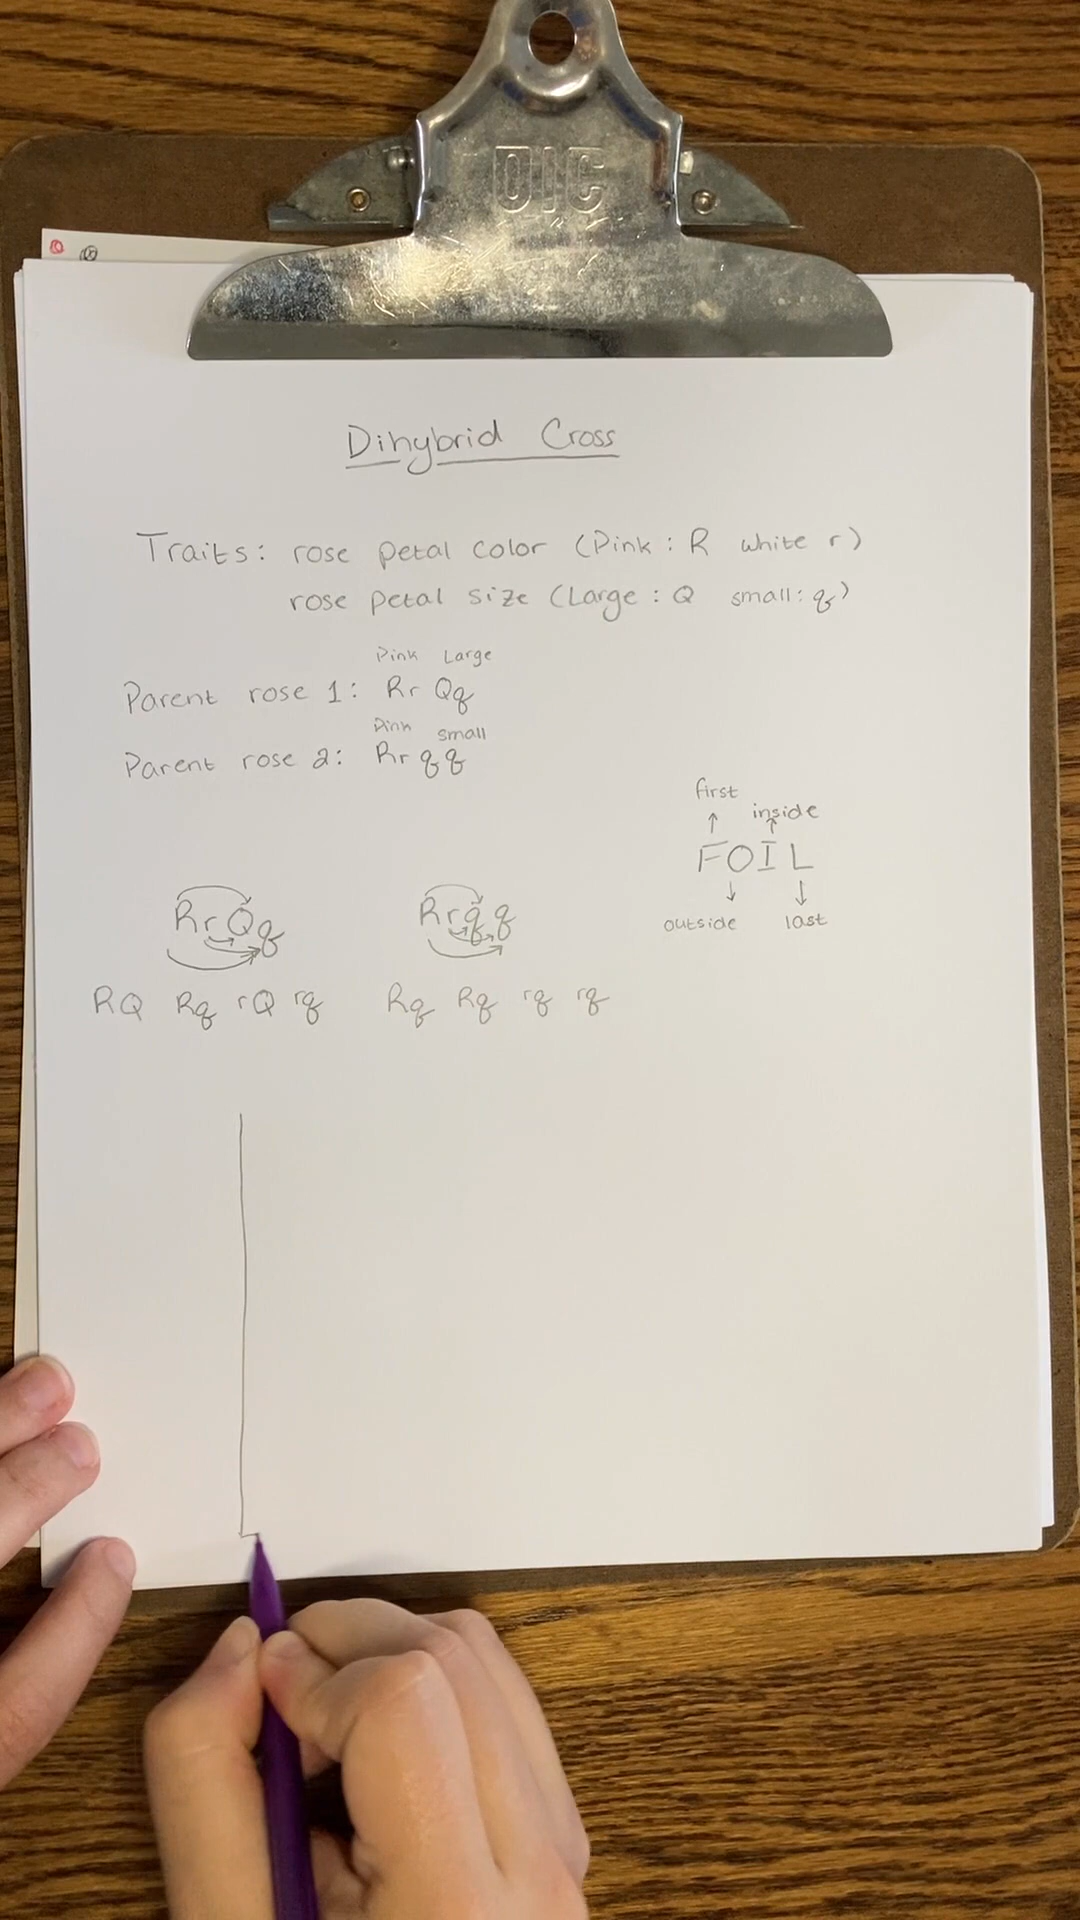 OIC
Dihybrid Cross
Traits: rose petal color (Pink: R white r)
rose petal size (Large: Q small: q)
Pink Large
Parent rose 1: Rr Qq
Pink small
Parent rose 2: Rr qq
first
inside
FOIL
outside last
RrQq Rrqq
RQ Rq rQ rq Rq Rq rq rq